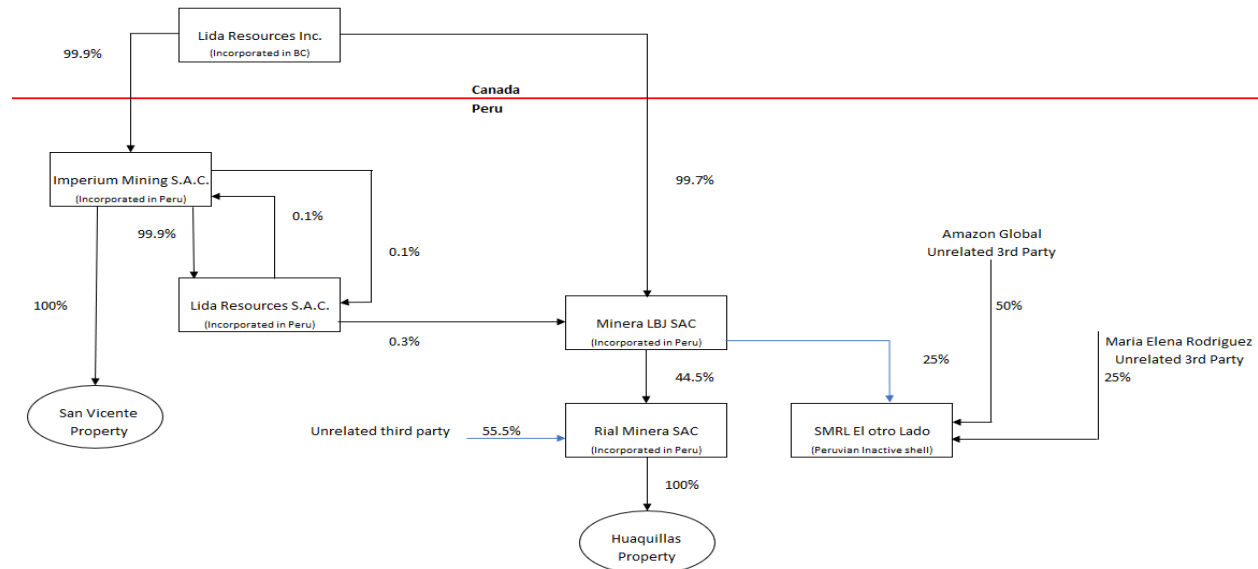 Lida Resources Inc.
(Incorporated in BC)
99.9%
Canada
Peru
Imperium Mining S.A.C.
(Incorporated in Peru)
99.7%
0.1%
99.9%
0.1%
Amazon Global
Unrelated 3rd Party
100%
Lida Resources S.A.C.
(Incorporated in Peru)
50%
Minera LBJ SAC
(Incorporated in Peru)
0.3%
Maria Elena Rodriguez
Unrelated 3rd Party
25%
25%
44.5%
San Vicente
Property
Unrelated third party
55.5%
Rial Minera SAC
(Incorporated in Peru)
SMRL El otro Lado
(Peruvian Inactive shell)
100%
Huaquillas
Property